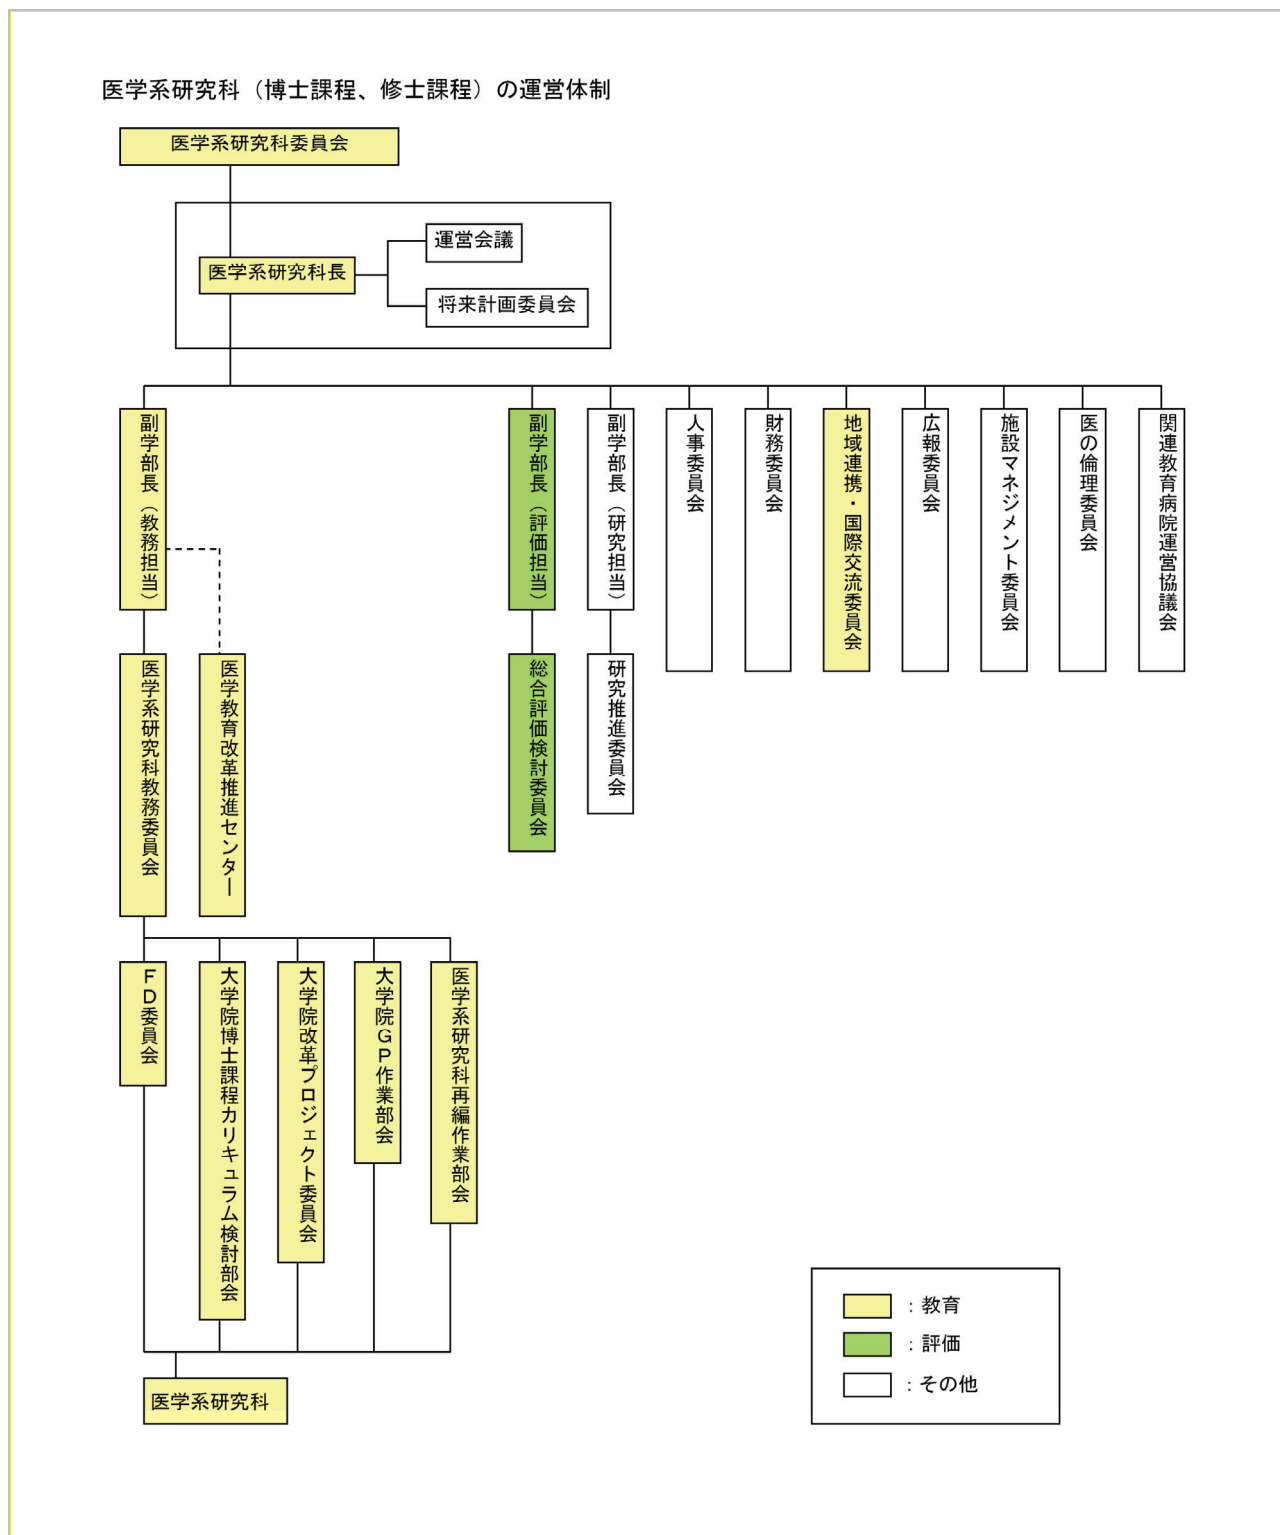 医学系研究科（博士課程、修士課程）の運営体制
医学系研究科委員会
運営会議
医学系研究科長
将来計画委員会
副学部長（教務担当）
副学部長（評価担当）
副学部長（研究担当）
人事委員会
財務委員会
地域連携・国際交流委員会
広報委員会
施設マネジメント委員会
医の倫理委員会
関連教育病院運営協議会
医学系研究科教務委員会
医学教育改革推進センター
総合評価検討委員会
研究推進委員会
ＦＤ委員会
大学院博士課程カリキュラム検討部会
大学院改革プロジェクト委員会
大学院ＧＰ作業部会
医学系研究科再編作業部会
医学系研究科
：教育
：評価
：その他